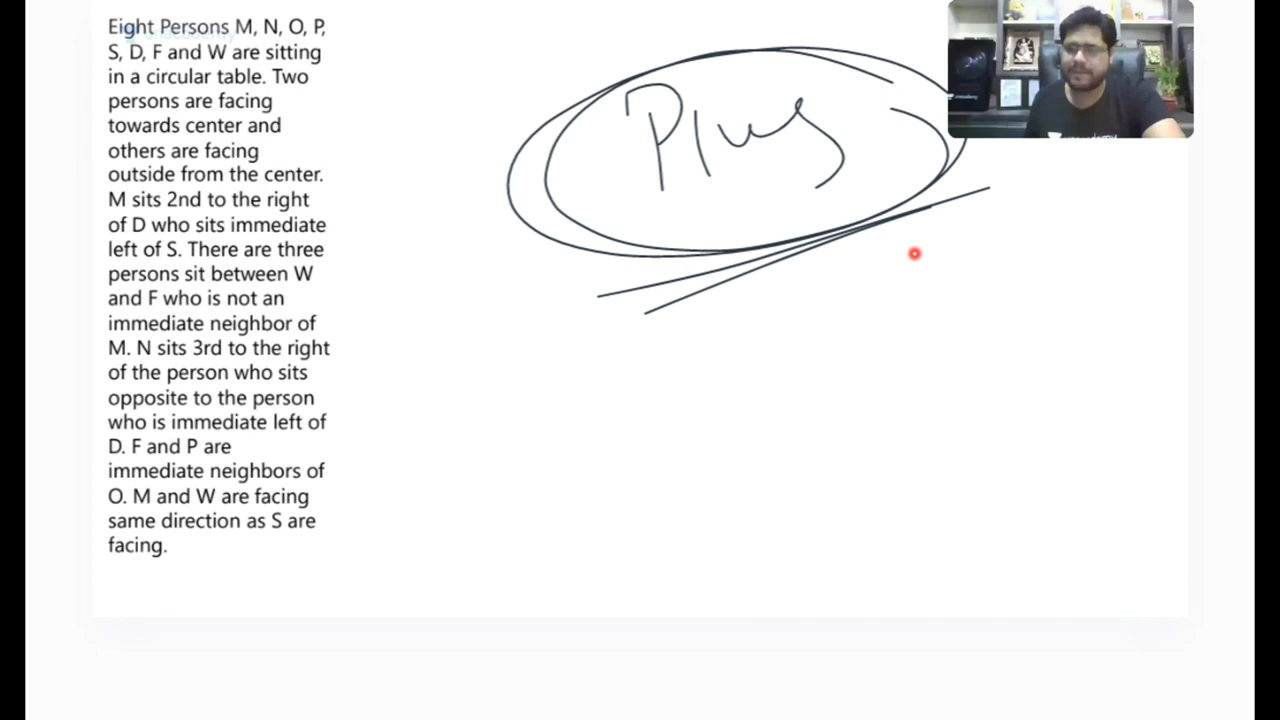 Eight Persons M, N, O, P,
S, D, F and W are sitting
in a circular table. Two
persons are facing
towards center and
others are facing
outside from the center.
M sits 2nd to the right
of D who sits immediate
left of S. There are three
persons sit between W
and F who is not an
immediate neighbor of
M. N sits 3rd to the right
of the person who sits
opposite to the person
who is immediate left of
D. F and P are
immediate neighbors of
O. M and W are facing
same direction as S are
facing.
Plus